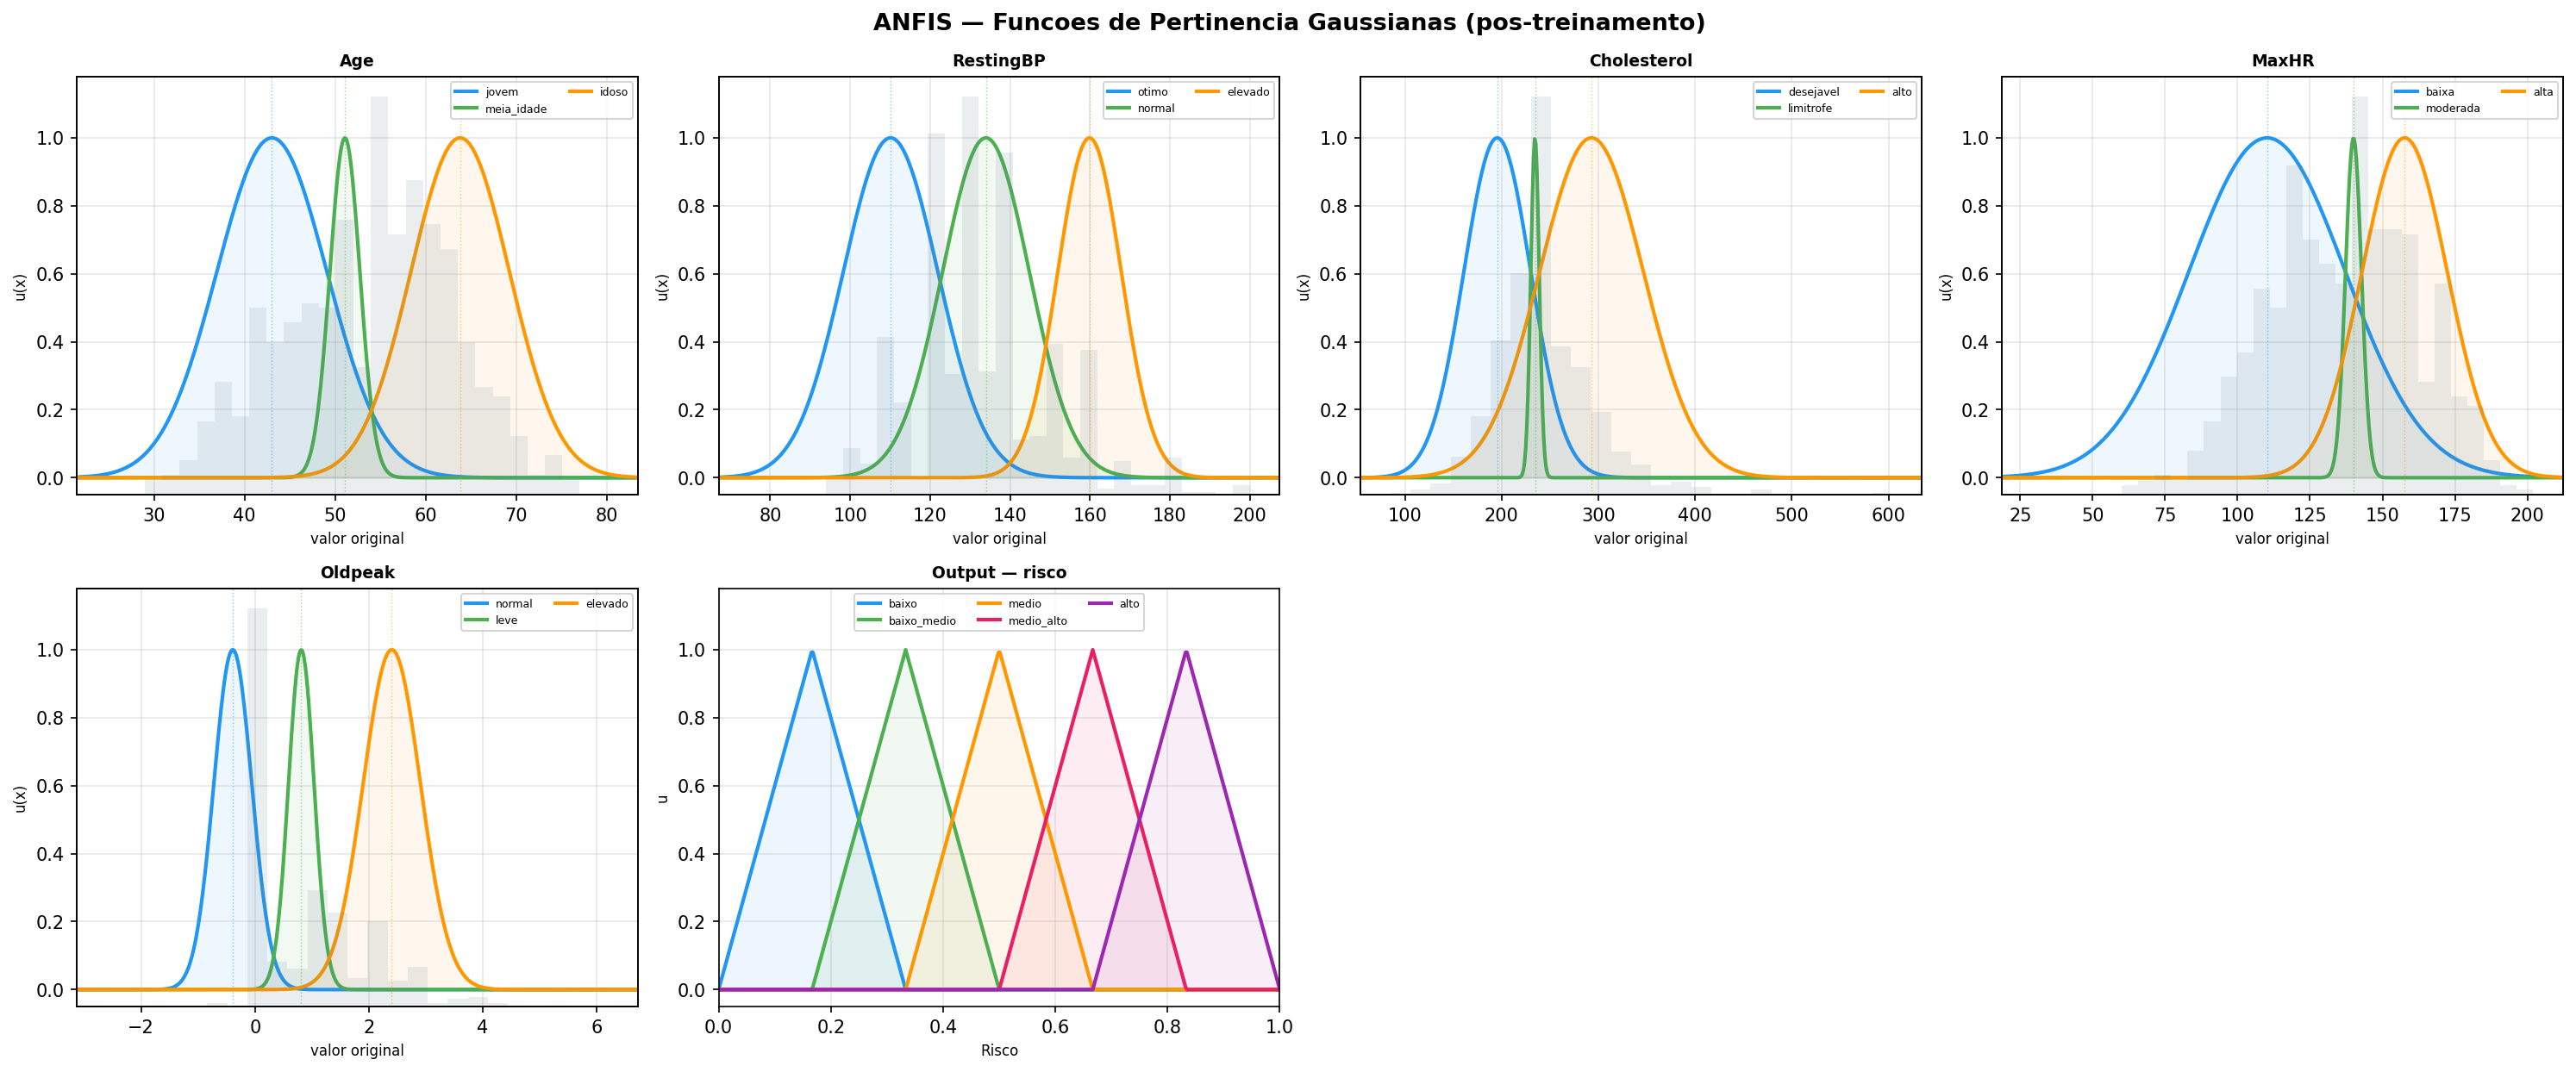 ANFIS — Funcoes de Pertinencia Gaussianas (pos-treinamento)
Age
jovem
meia_idade
idoso
u(x)
0.0 0.2 0.4 0.6 0.8 1.0
30 40 50 60 70 80
valor original
RestingBP
otimo
normal
elevado
u(x)
0.0 0.2 0.4 0.6 0.8 1.0
80 100 120 140 160 180 200
valor original
Cholesterol
desejavel
limitrofe
alto
u(x)
0.0 0.2 0.4 0.6 0.8 1.0
100 200 300 400 500 600
valor original
MaxHR
baixa
moderada
alta
u(x)
0.0 0.2 0.4 0.6 0.8 1.0
25 50 75 100 125 150 175 200
valor original
Oldpeak
normal
leve
elevado
u(x)
0.0 0.2 0.4 0.6 0.8 1.0
−2 0 2 4 6
valor original
Output — risco
baixo
baixo_medio
medio
medio_alto
alto
u
0.0 0.2 0.4 0.6 0.8 1.0
0.0 0.2 0.4 0.6 0.8 1.0
Risco